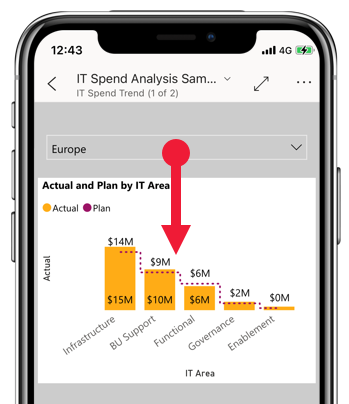 12:43
4G
IT Spend Analysis Sam...
IT Spend Trend (1 of 2)
Europe
Actual and Plan by IT Area
Actual Plan
Actual
$14M
$9M
$6M
$2M
$0M
$15M
$10M
$6M
Infrastructure
BU Support
Functional
Governance
Enablement
IT Area